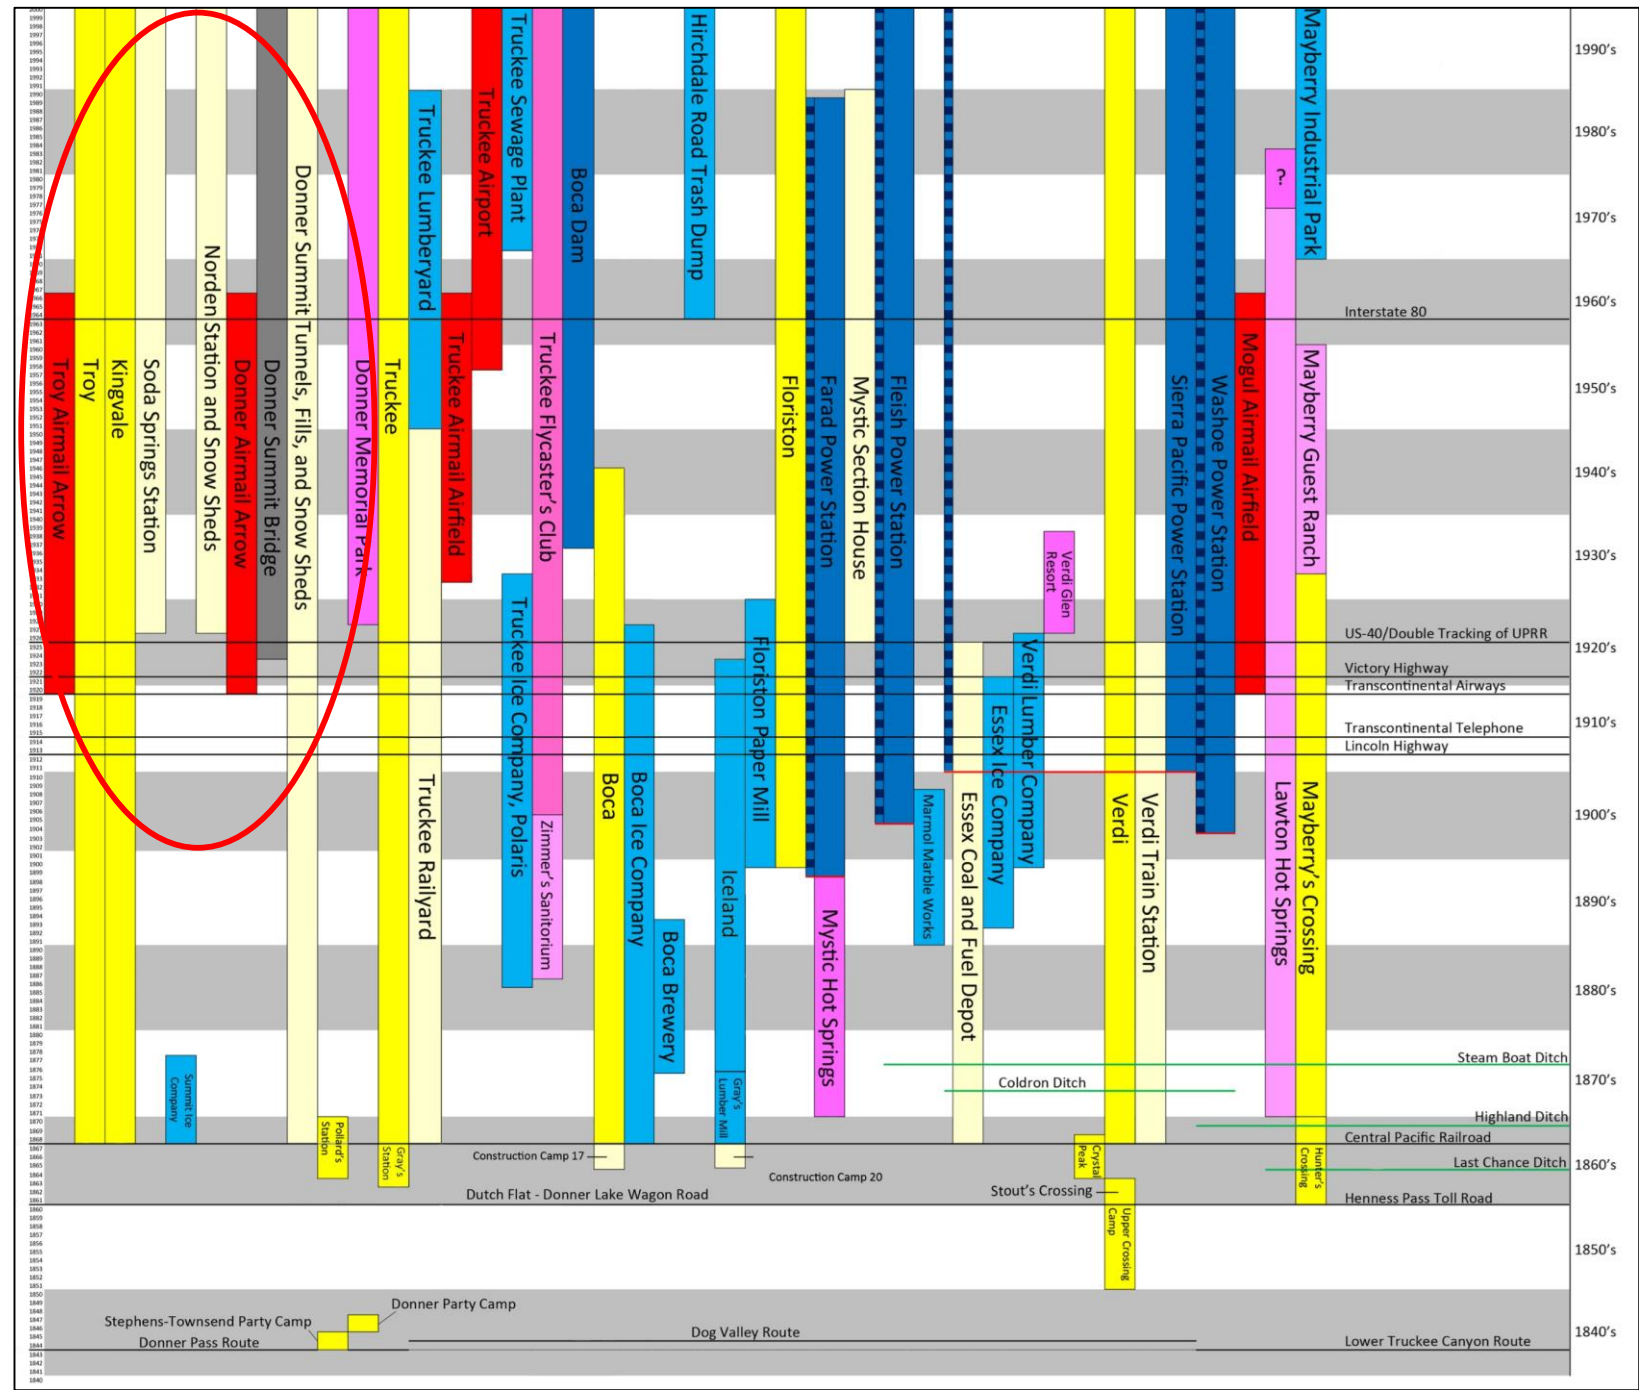 Troy Airmail Arrow
Troy
Kingvale
Soda Springs Station
Summit Ice
Company
Norden Station and Snow Sheds
Donner Airmail Arrow
Donner Summit Bridge
Donner Summit Tunnels, Fills, and Snow Sheds
Pollard's
Station
Donner Memorial Park
Truckee
Gray's
Station
Truckee Lumberyard
Truckee Railyard
Truckee Airmail Airfield
Truckee Airport
Truckee Sewage Plant
Truckee Ice Company, Polaris
Truckee Flycaster's Club
Zimmer's Sanitorium
Boca Dam
Boca
Boca Ice Company
Boca Brewery
Hirchdale Road Trash Dump
Iceland
Gray's
Lumber Mill
Floriston Paper Mill
Floriston
Farad Power Station
Mystic Hot Springs
Mystic Section House
Fleish Power Station
Marmol Marble Works
Essex Coal and Fuel Depot
Essex Ice Company
Verdi Lumber Company
Verdi Glen
Resort
Crystal
Peak
Verdi
Upper Crossing
Camp
Verdi Train Station
Sierra Pacific Power Station
Washoe Power Station
Mogul Airmail Airfield
?
Lawton Hot Springs
Mayberry Industrial Park
Mayberry Guest Ranch
Mayberry's Crossing
Hunter's
Crossing
Interstate 80
US-40/Double Tracking of UPRR
Victory Highway
Transcontinental Airways
Transcontinental Telephone
Lincoln Highway
Steam Boat Ditch
Coldron Ditch
Highland Ditch
Central Pacific Railroad
Construction Camp 17
Construction Camp 20
Last Chance Ditch
Dutch Flat - Donner Lake Wagon Road
Stout's Crossing
Henness Pass Toll Road
Donner Party Camp
Stephens-Townsend Party Camp
Donner Pass Route
Dog Valley Route
Lower Truckee Canyon Route
1990's
1980's
1970's
1960's
1950's
1940's
1930's
1920's
1910's
1900's
1890's
1880's
1870's
1860's
1850's
1840's